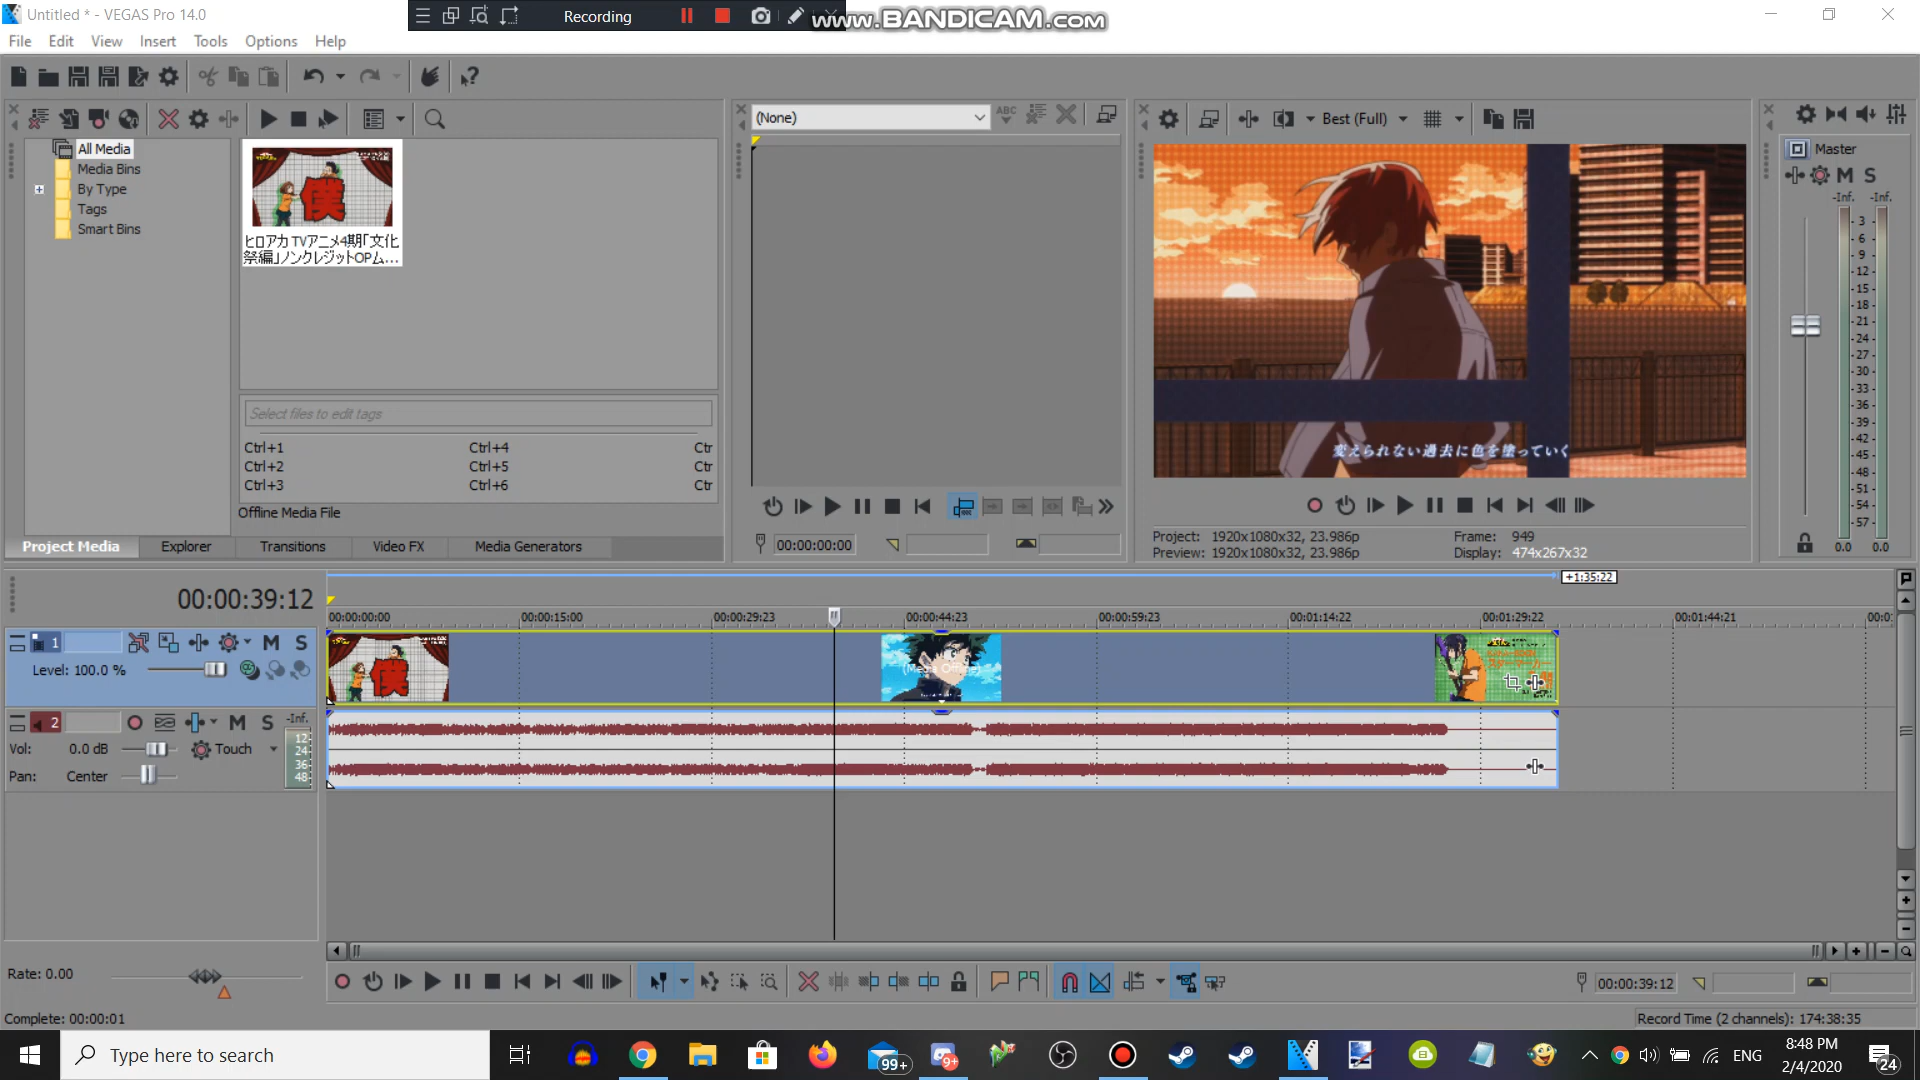 Untitled * - VEGAS Pro 14.0
Recording
www.BANDICAM.com
File Edit View Insert Tools Options Help
(None)
Best (Full)
All Media
Media Bins
By Type
Tags
Smart Bins
ヒロアカ TVアニメ4期「文化
祭編」ノンクレジットOPム...
僕
Master
M S
-Inf. -Inf.
3
6
9
12
15
18
21
24
27
30
33
36
39
42
45
48
51
54
57
0.0 0.0
変えられない過去に色を塗っていく
Select files to edit tags
Ctrl+1 Ctrl+4 Ctr
Ctrl+2 Ctrl+5 Ctr
Ctrl+3 Ctrl+6 Ctr
Offline Media File
Project Media Explorer Transitions Video FX Media Generators
00:00:00:00
Project: 1920x1080x32, 23.986p Frame: 949
Preview: 1920x1080x32, 23.986p Display: 474x267x32
+1:35:22
00:00:39:12
00:00:00:00 00:00:15:00 00:00:29:23 00:00:44:23 00:00:59:23 00:01:14:22 00:01:29:22 00:01:44:21 00:0
1 M S
Level: 100.0 %
僕
(Media Offline)
2 M S -Inf.
Vol: 0.0 dB Touch
Pan: Center
12
24
36
48
Rate: 0.00
00:00:39:12
Complete: 00:00:01
Record Time (2 channels): 174:38:35
Type here to search
99+
9+
ENG
8:48 PM
2/4/2020
24